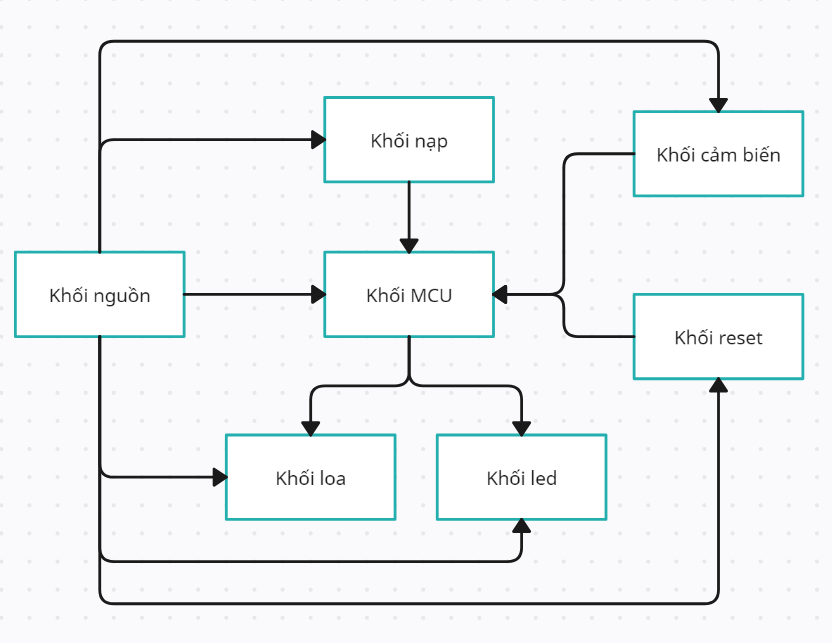 Khối nạp
Khối cảm biến
Khối nguồn
Khối MCU
Khối reset
Khối loa
Khối led